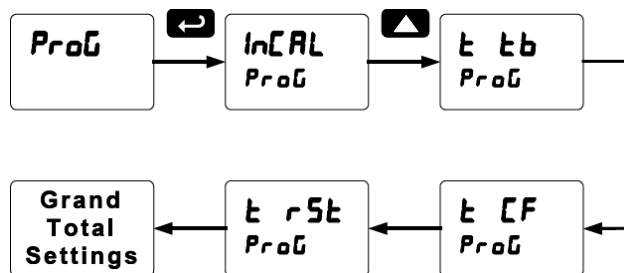 ProG
InCAL
ProG
t tb
ProG
Grand
Total
Settings
t rSt
ProG
t CF
ProG